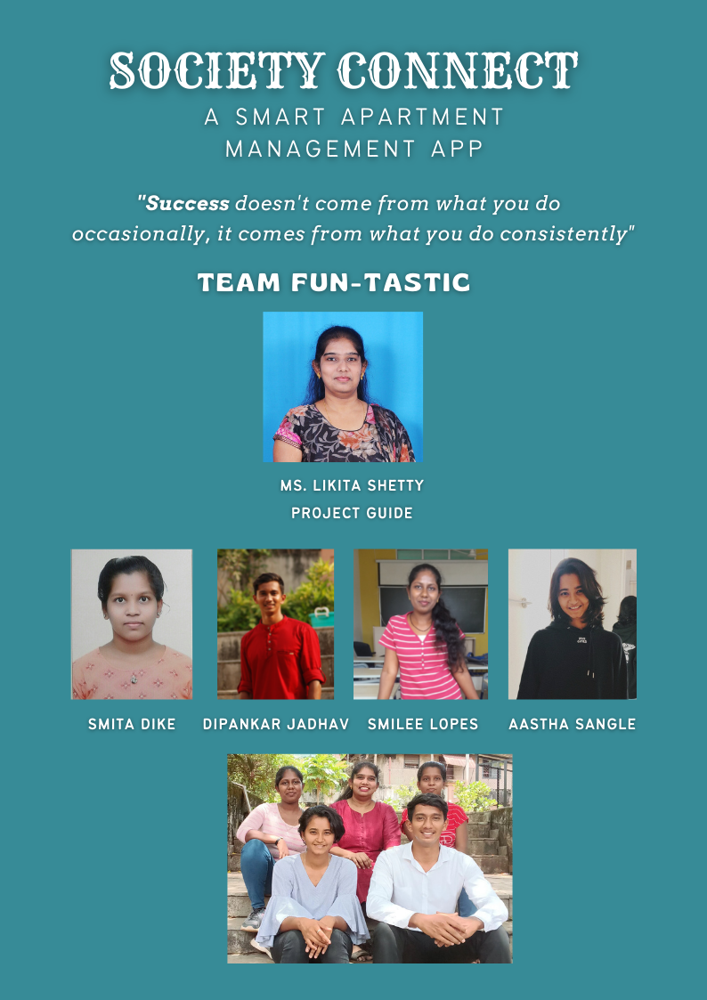 SOCIETY CONNECT
A SMART APARTMENT
MANAGEMENT APP
"Success doesn't come from what you do
occasionally, it comes from what you do consistently"
TEAM FUN-TASTIC
MS. LIKITA SHETTY
PROJECT GUIDE
SMITA DIKE DIPANKAR JADHAV SMILEE LOPES AASTHA SANGLE